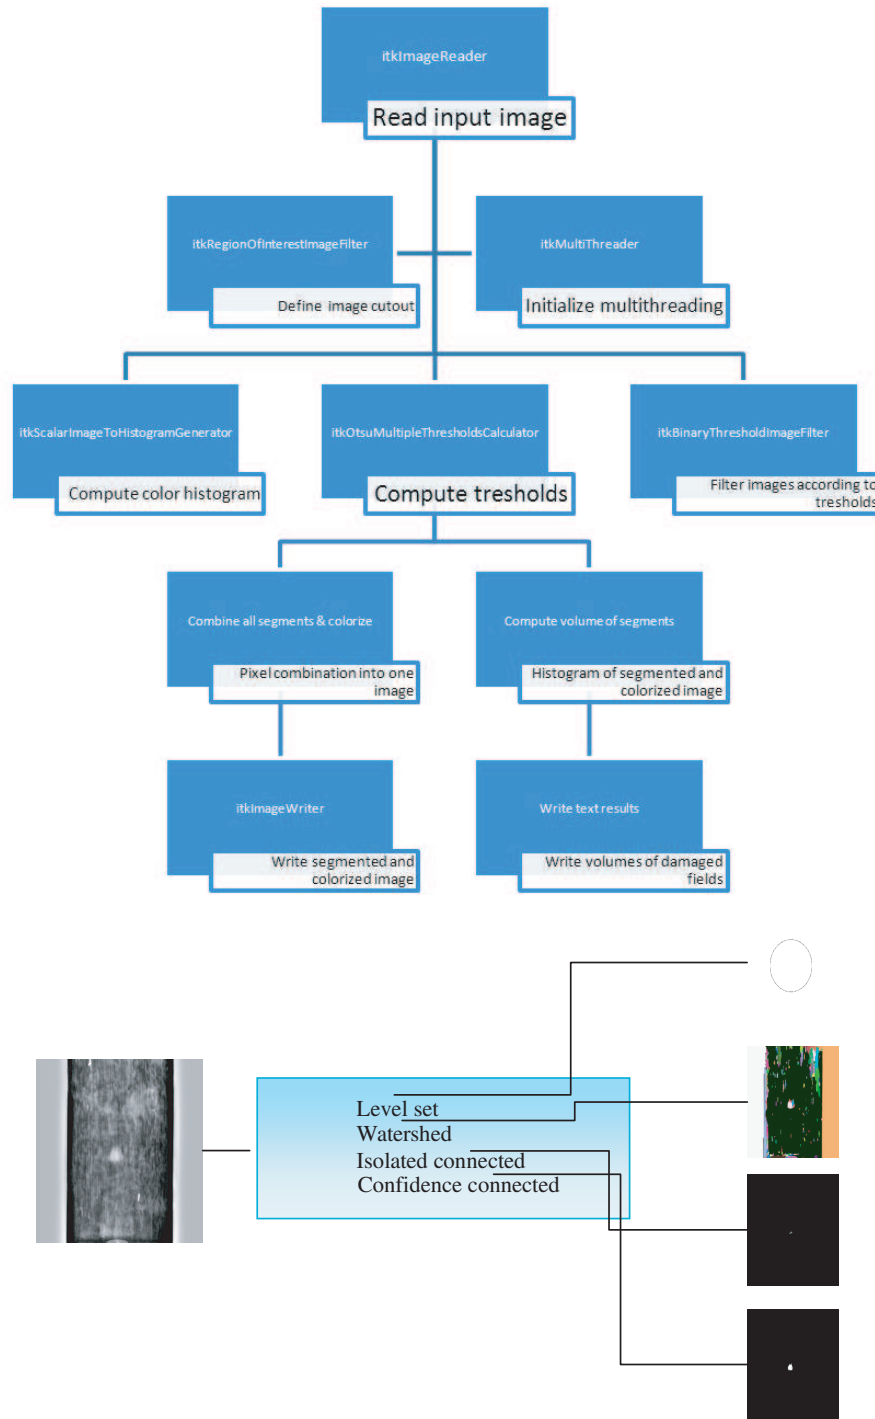 itkImageReader
Read input image
itkRegionOfInterestImageFilter
Define image cutout
itkMultiThreader
Initialize multithreading
itkScalarImageToHistogramGenerator
Compute color histogram
itkOtsuMultipleThresholdsCalculator
Compute tresholds
itkBinaryThresholdImageFilter
Filter images according to
tresholds
Combine all segments & colorize
Pixel combination into one
image
Compute volume of segments
Histogram of segmented and
colorized image
itkImageWriter
Write segmented and
colorized image
Write text results
Write volumes of damaged
fields
Level set
Watershed
Isolated connected
Confidence connected